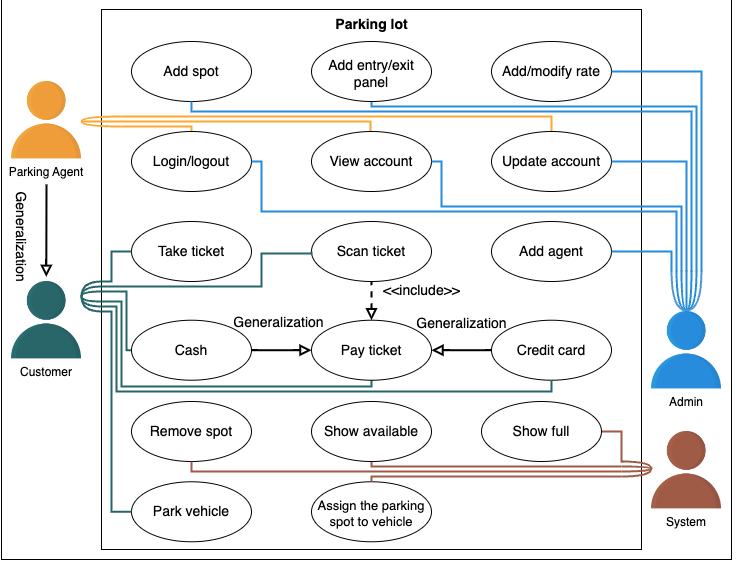 Parking lot
Add spot
Add entry/exit
panel
Add/modify rate
Parking Agent
Login/logout
View account
Update account
Generalization
Take ticket
Scan ticket
Add agent
<<include>>
Customer
Cash
Generalization
Pay ticket
Generalization
Credit card
Admin
Remove spot
Show available
Show full
Park vehicle
Assign the parking
spot to vehicle
System